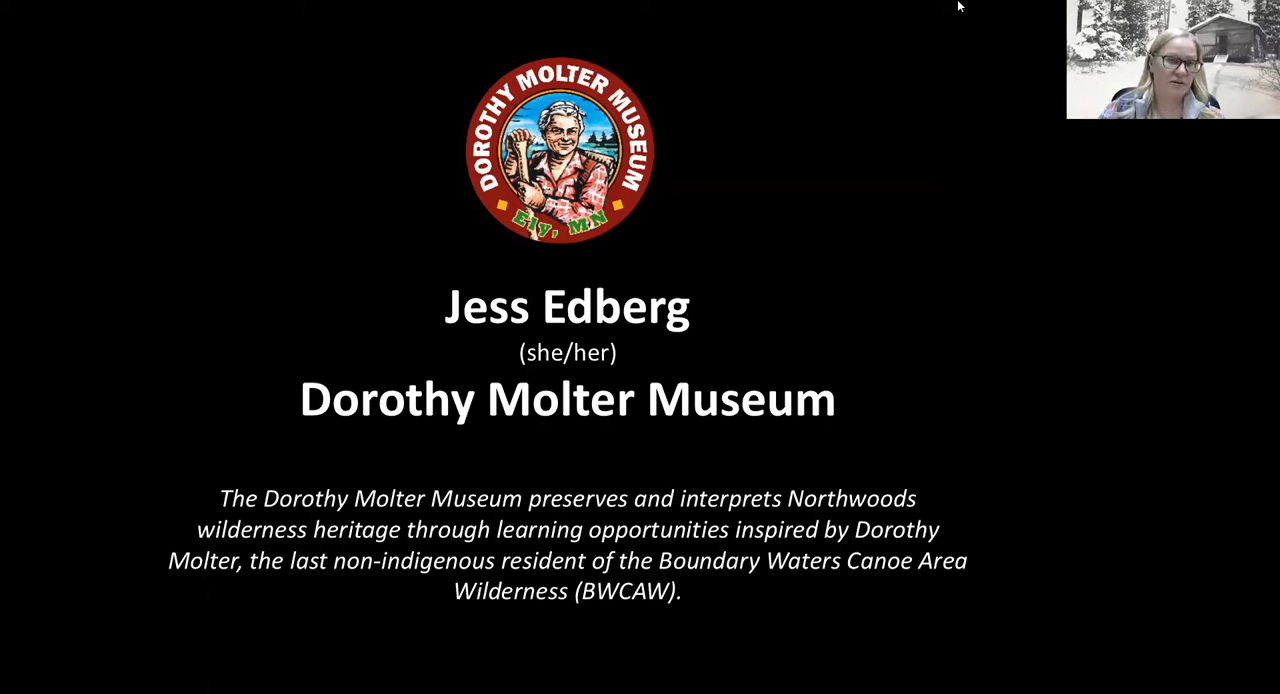 DOROTHY MOLTER MUSEUM
Ely, MN
Jess Edberg
(she/her)
Dorothy Molter Museum
The Dorothy Molter Museum preserves and interprets Northwoods
wilderness heritage through learning opportunities inspired by Dorothy
Molter, the last non-indigenous resident of the Boundary Waters Canoe Area
Wilderness (BWCAW).